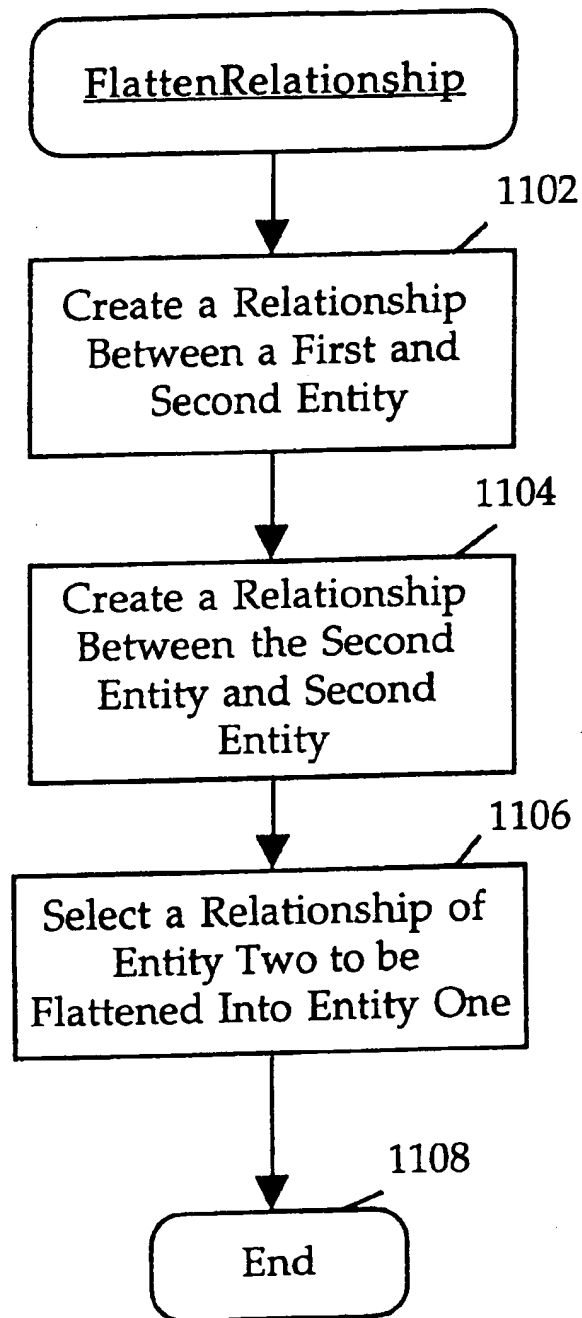 FlattenRelationship
1102
Create a Relationship
Between a First and
Second Entity
1104
Create a Relationship
Between the Second
Entity and Second
Entity
1106
Select a Relationship of
Entity Two to be
Flattened Into Entity One
1108
End